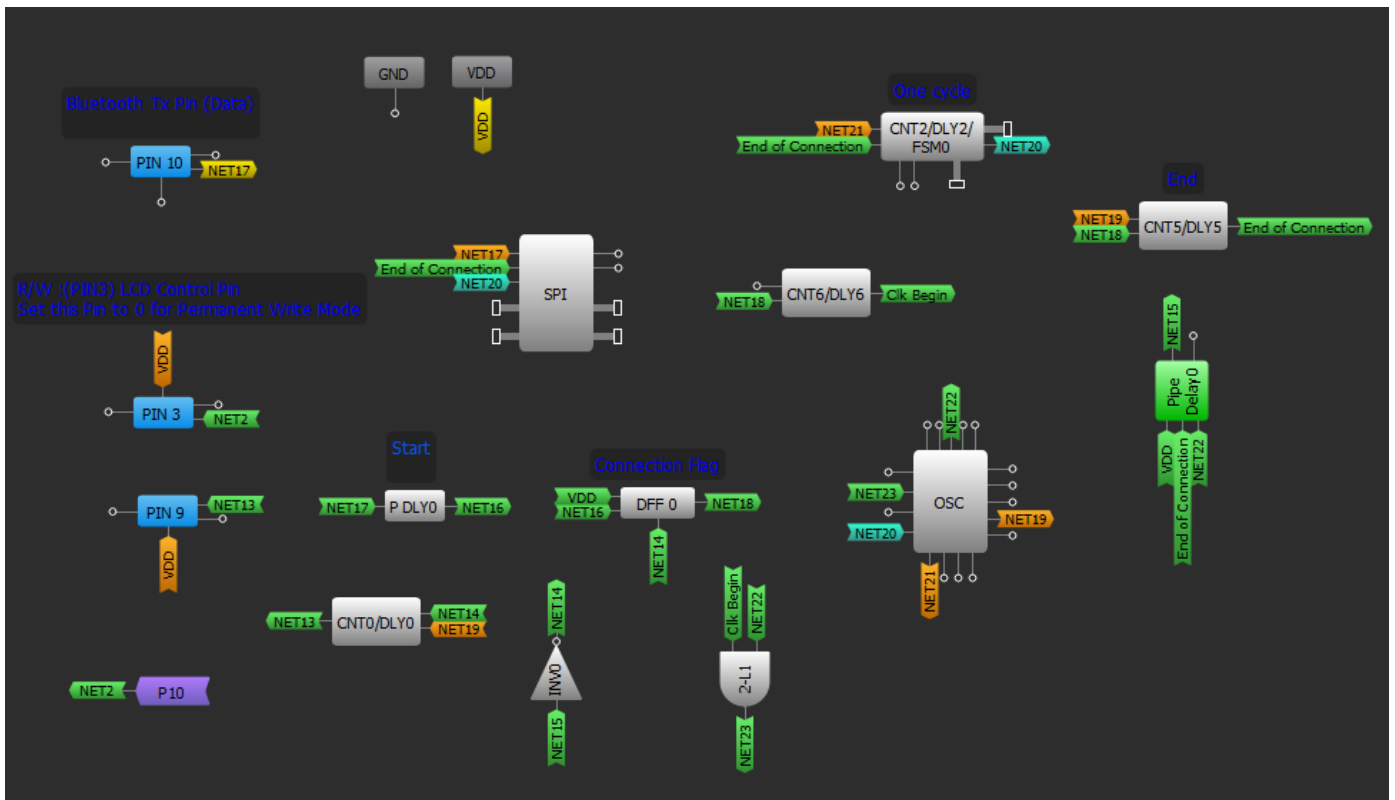 GND
VDD
VDD
Bluetooth Tx Pin (Data)
PIN 10
NET17
One cycle
NET21
End of Connection
CNT2/DLY2/
FSM0
NET20
End
NET19
NET18
CNT5/DLY5
End of Connection
NET17
End of Connection
NET20
SPI
NET18
CNT6/DLY6
Clk Begin
R/W !(PIN3) LCD Control Pin
Set this Pin to 0 for Permanent Write Mode
VDD
PIN 3
NET2
NET15
Pipe
Delay0
VDD
End of Connection
NET22
Start
NET17
P DLY0
NET16
Connection Flag
VDD
NET16
DFF 0
NET18
NET14
NET22
NET23
NET20
OSC
NET19
NET21
PIN 9
NET13
VDD
NET13
CNT0/DLY0
NET14
NET19
NET14
INV0
NET15
Clk Begin
NET22
2-L1
NET23
NET2
P10